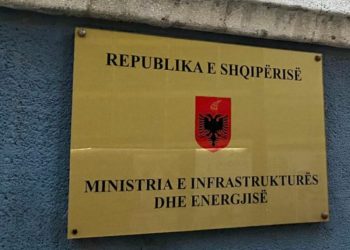 REPUBLIKA E SHQIPËRISË
MINISTRIA E INFRASTRUKTURËS
DHE ENERGJISË